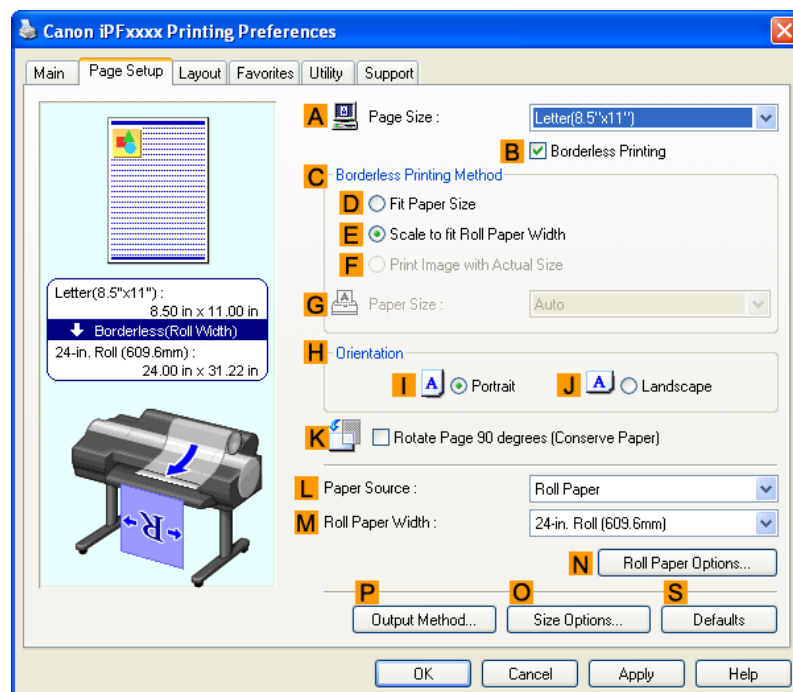 Canon iPFxxxx Printing Preferences
Main Page Setup Layout Favorites Utility Support
A Page Size : Letter(8.5"x11")
B Borderless Printing
C Borderless Printing Method
D Fit Paper Size
E Scale to fit Roll Paper Width
F Print Image with Actual Size
G Paper Size : Auto
Letter(8.5"x11") :
8.50 in x 11.00 in
Borderless(Roll Width)
24-in. Roll (609.6mm) :
24.00 in x 31.22 in
H Orientation
I A Portrait J A Landscape
K Rotate Page 90 degrees (Conserve Paper)
R
L Paper Source : Roll Paper
M Roll Paper Width : 24-in. Roll (609.6mm)
N Roll Paper Options...
P O S
Output Method... Size Options... Defaults
OK Cancel Apply Help